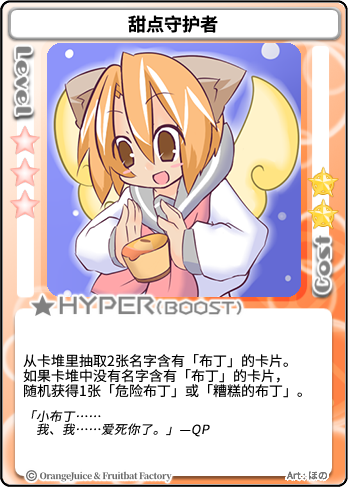 甜点守护者
Level
Cost
HYPER(BOOST)
从卡堆里抽取2张名字含有「布丁」的卡片。
如果卡堆中没有名字含有「布丁」的卡片，
随机获得1张「危险布丁」或「糟糕的布丁」。
「小布丁……
我、我……爱死你了。」—QP
© OrangeJuice & Fruitbat Factory
Art : ほの